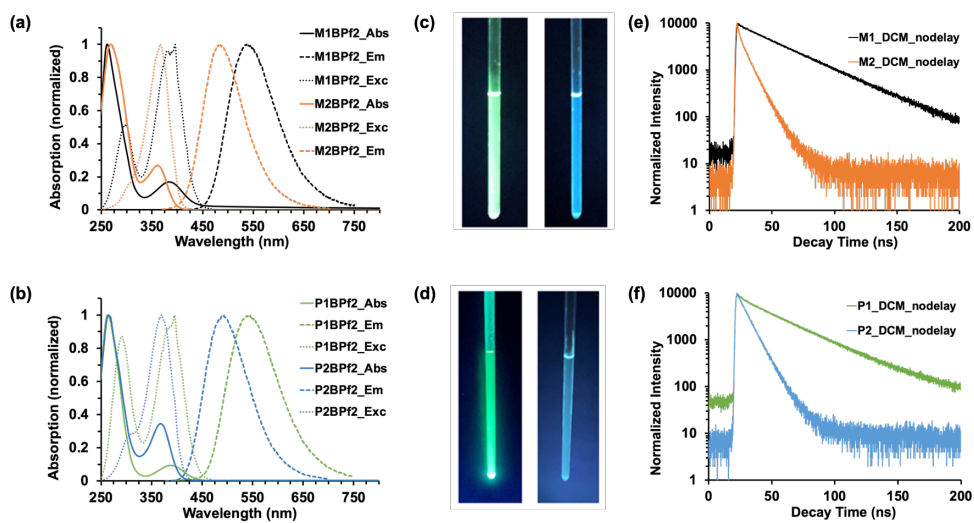 (a)
Absorption (normalized)
1
0.8
0.6
0.4
0.2
0
250 350 450 550 650 750
Wavelength (nm)
M1BPf2_Abs
M1BPf2_Em
M1BPf2_Exc
M2BPf2_Abs
M2BPf2_Exc
M2BPf2_Em
(c)
(e)
Normalized Intensity
10000
1000
100
10
1
0 50 100 150 200
Decay Time (ns)
M1_DCM_nodelay
M2_DCM_nodelay
(b)
Absorption (normalized)
1
0.8
0.6
0.4
0.2
0
250 350 450 550 650 750
Wavelength (nm)
P1BPf2_Abs
P1BPf2_Em
P1BPf2_Exc
P2BPf2_Abs
P2BPf2_Em
P2BPf2_Exc
(d)
(f)
Normalized Intensity
10000
1000
100
10
1
0 50 100 150 200
Decay Time (ns)
P1_DCM_nodelay
P2_DCM_nodelay